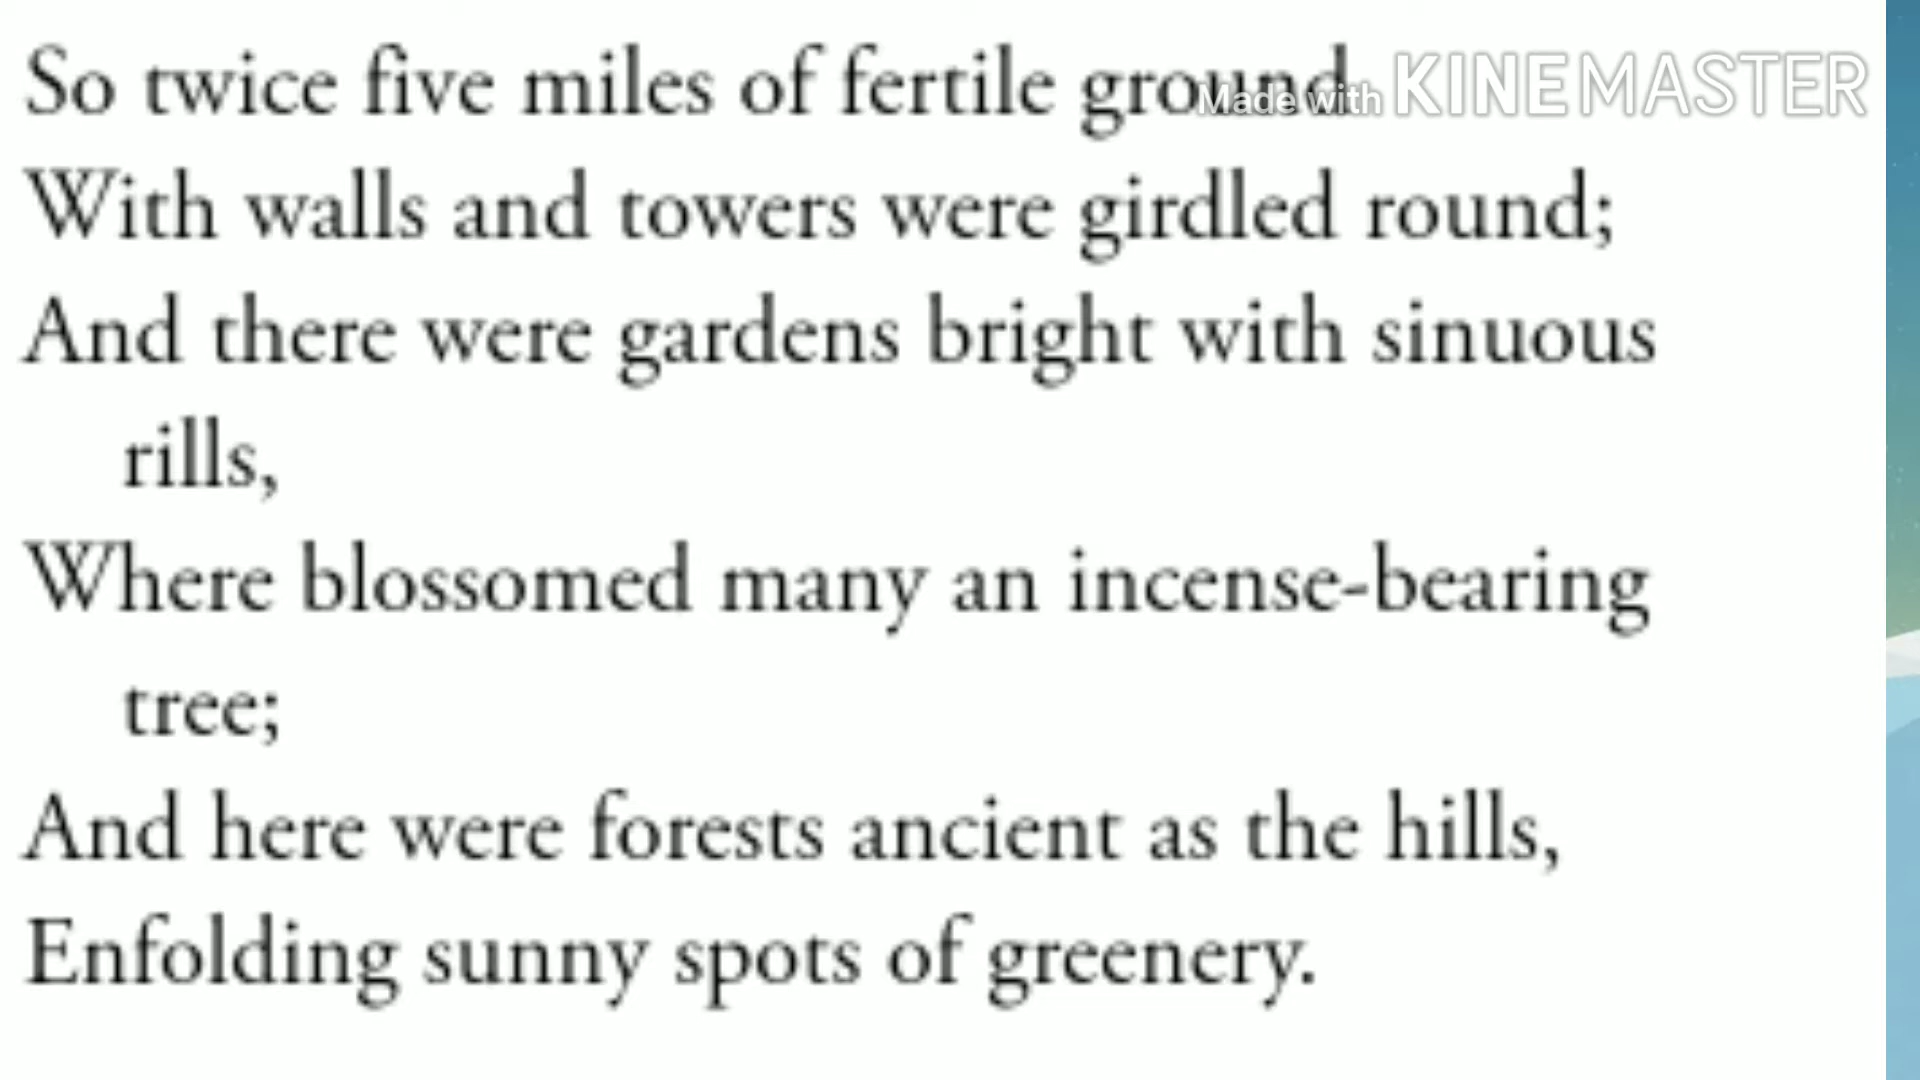 So twice five miles of fertile ground
Made with KINEMASTER
With walls and towers were girdled round;
And there were gardens bright with sinuous
rills,
Where blossomed many an incense-bearing
tree;
And here were forests ancient as the hills,
Enfolding sunny spots of greenery.